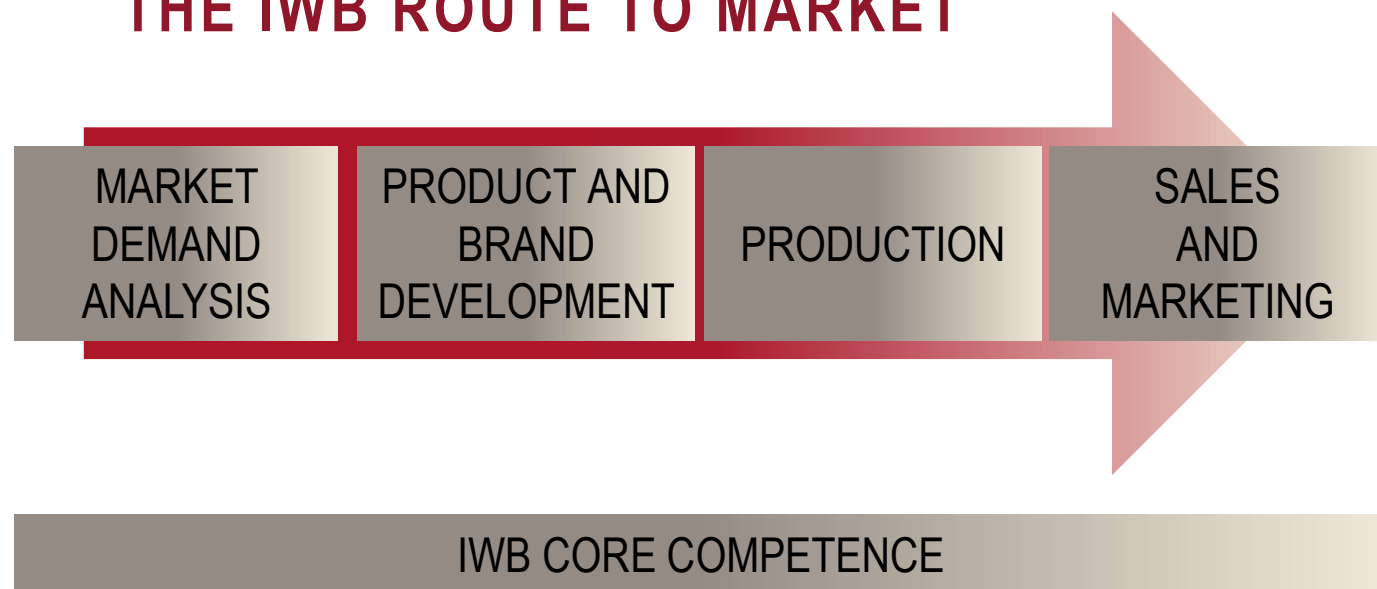 THE IWB ROUTE TO MARKET
MARKET
DEMAND
ANALYSIS
PRODUCT AND
BRAND
DEVELOPMENT
PRODUCTION
SALES
AND
MARKETING
IWB CORE COMPETENCE